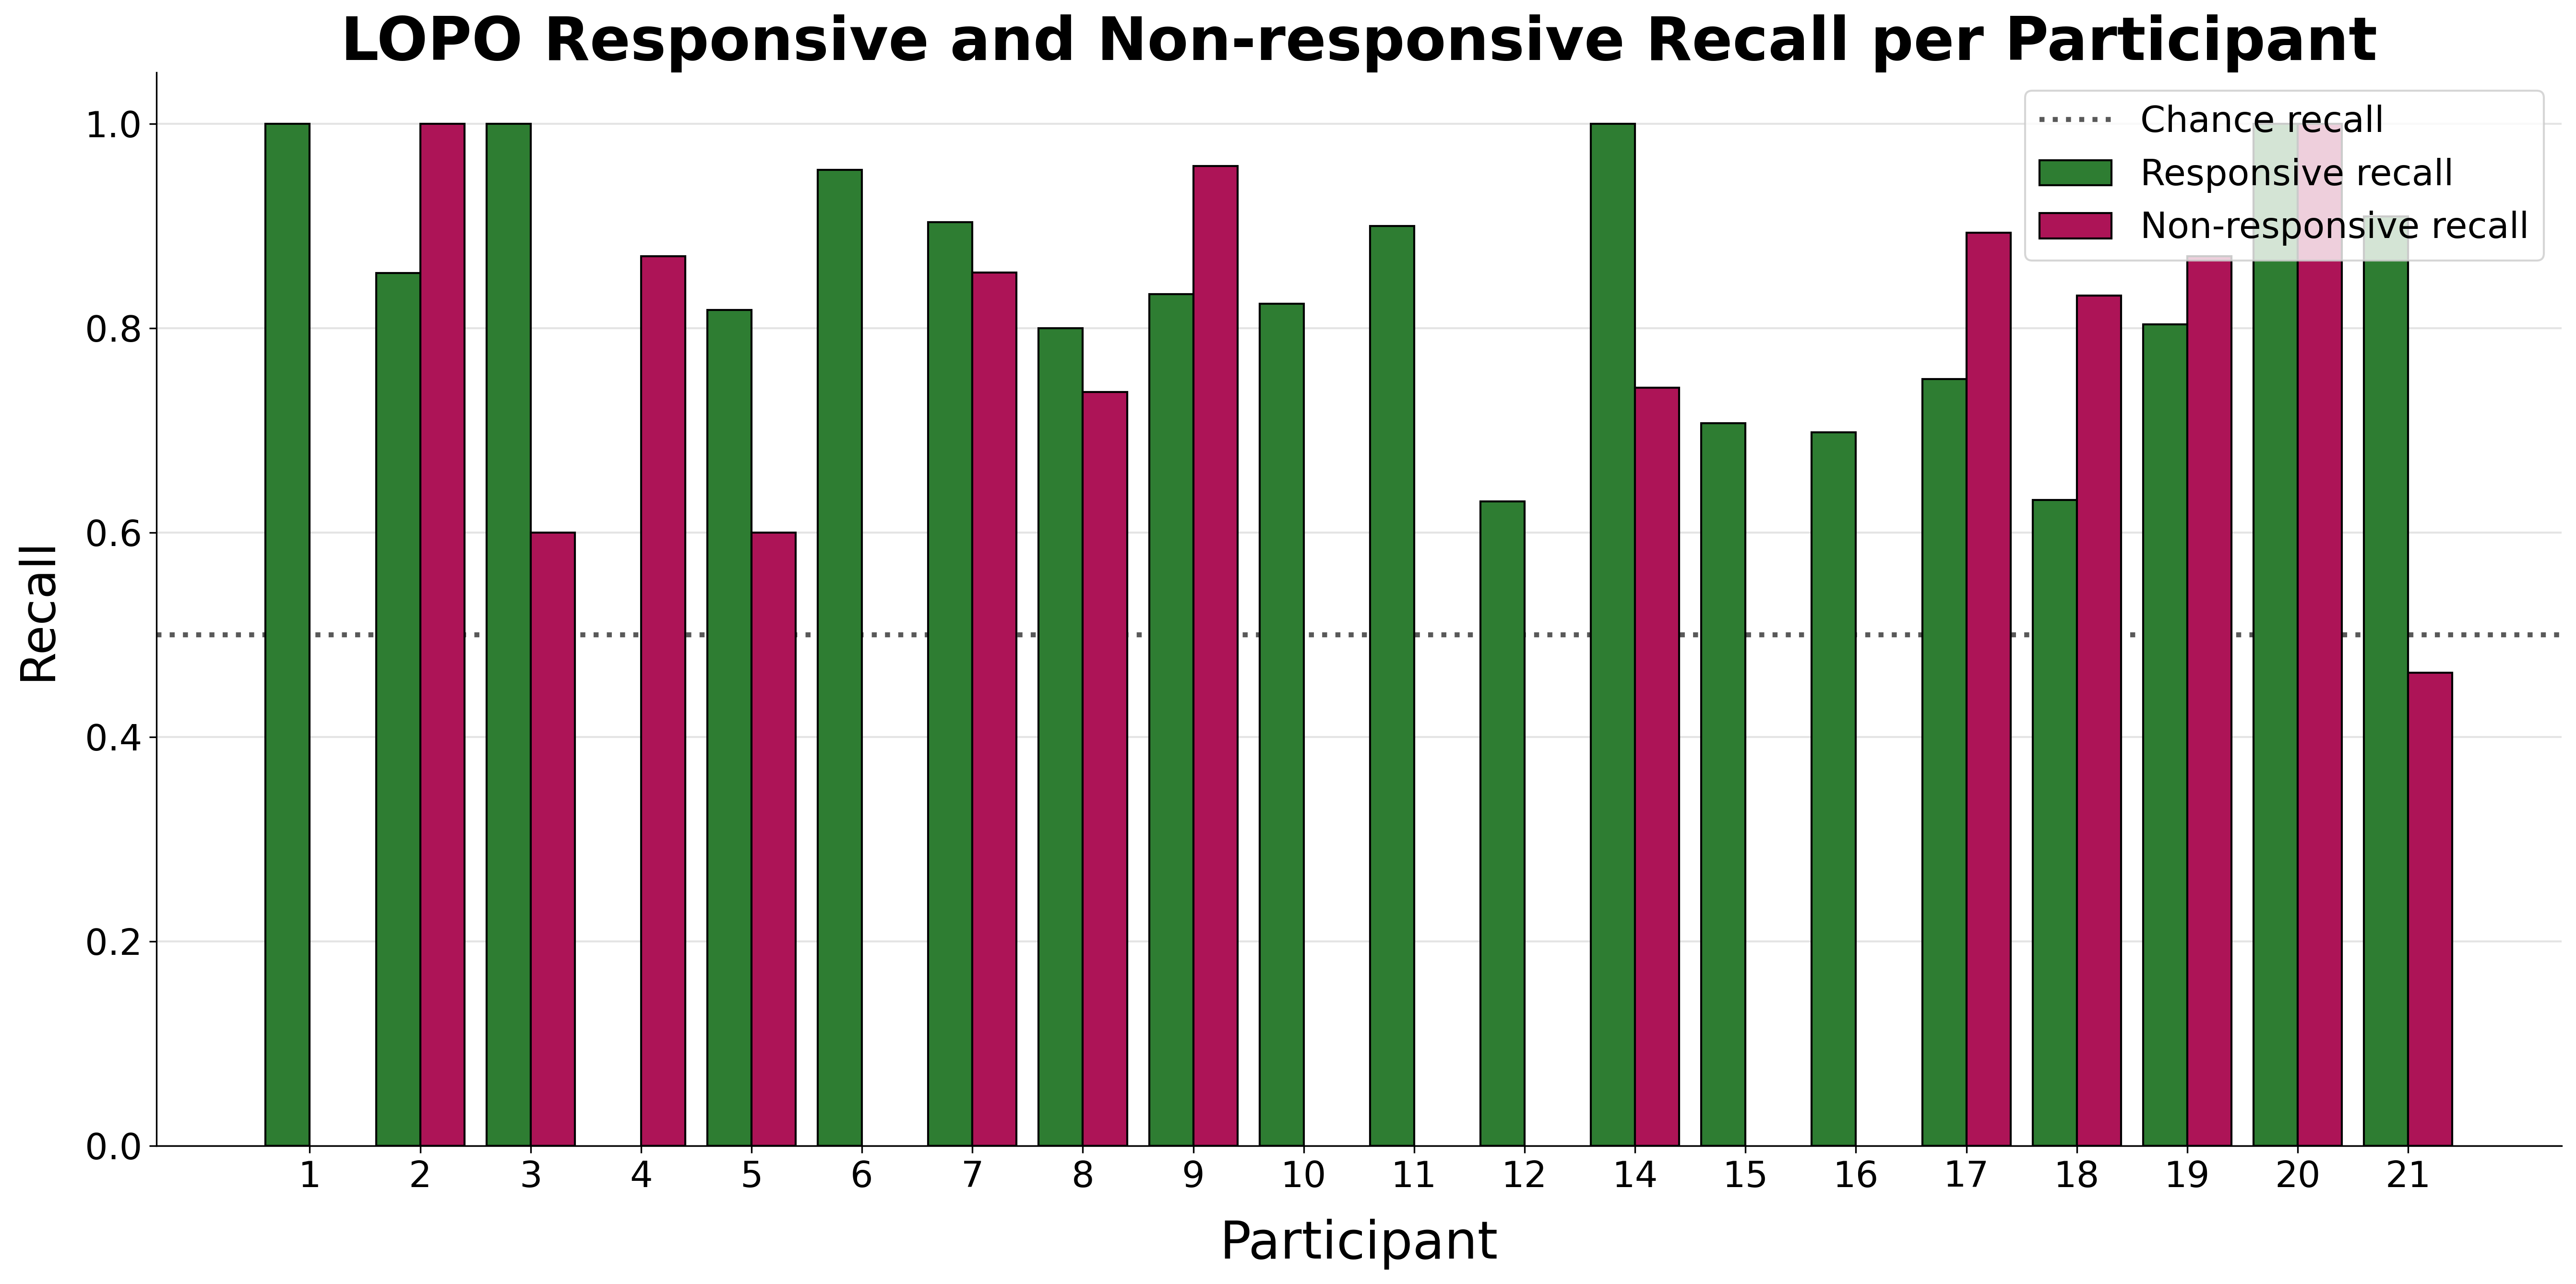 LOPO Responsive and Non-responsive Recall per Participant
Chance recall
Responsive recall
Non-responsive recall
1.0
0.8
0.6
0.4
0.2
0.0
Recall
1 2 3 4 5 6 7 8 9 10 11 12 14 15 16 17 18 19 20 21
Participant